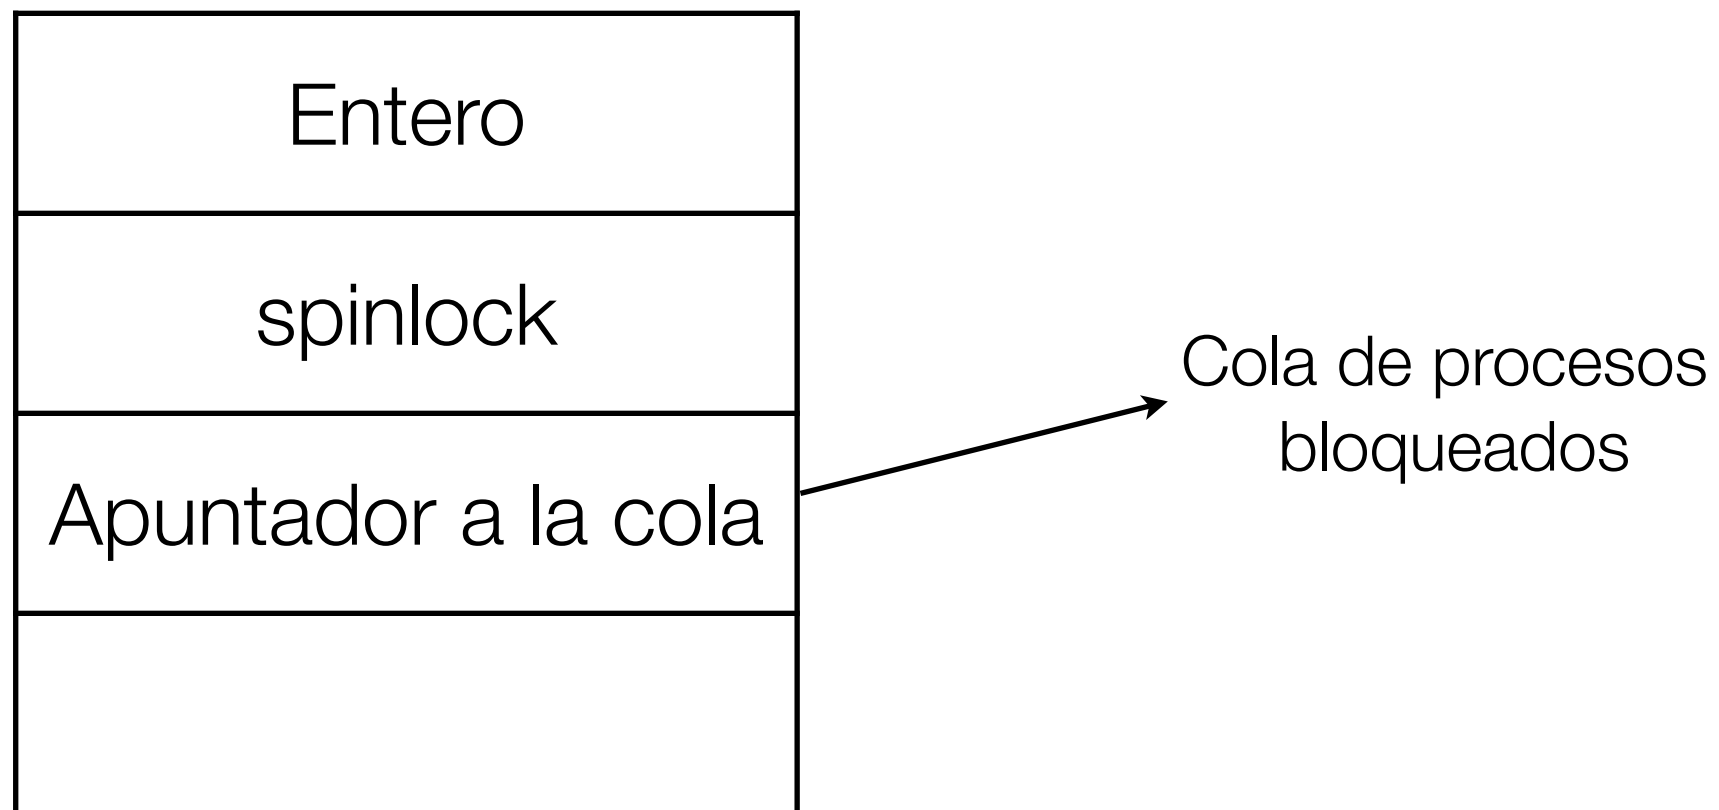 Entero
spinlock
Apuntador a la cola
Cola de procesos
bloqueados